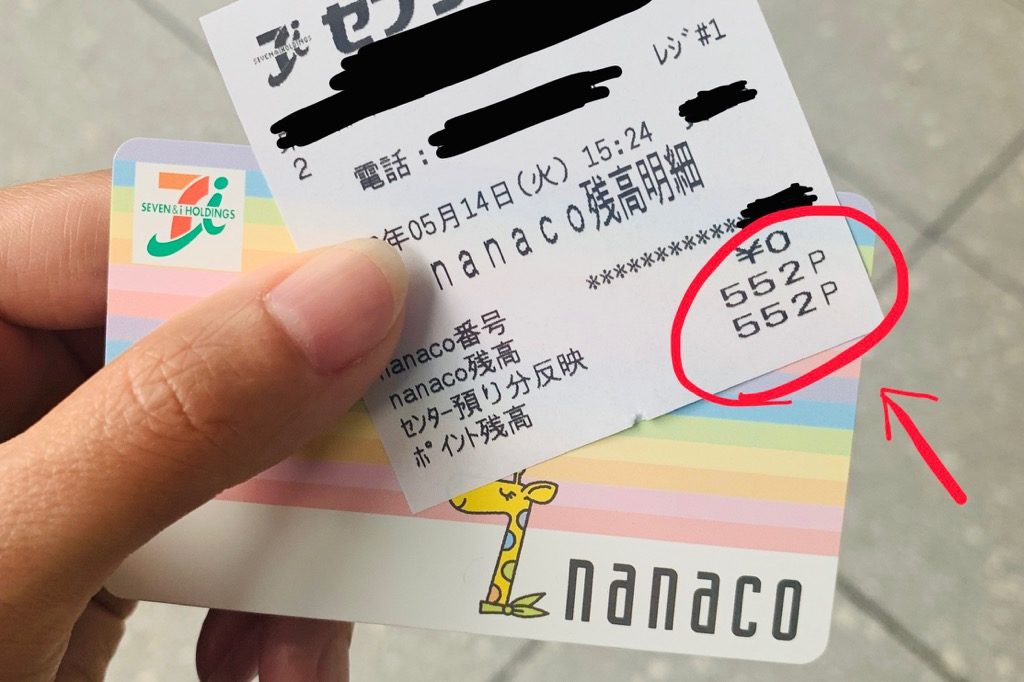 SEVEN&i HOLDINGS
セブン
レジ#1
2
電話:
年05月14日(火) 15:24
nanaco残高明細
nanaco番号 ***********
nanaco残高 ¥0
センター預り分反映 552P
ポイント残高 552P
SEVEN&i HOLDINGS
nanaco